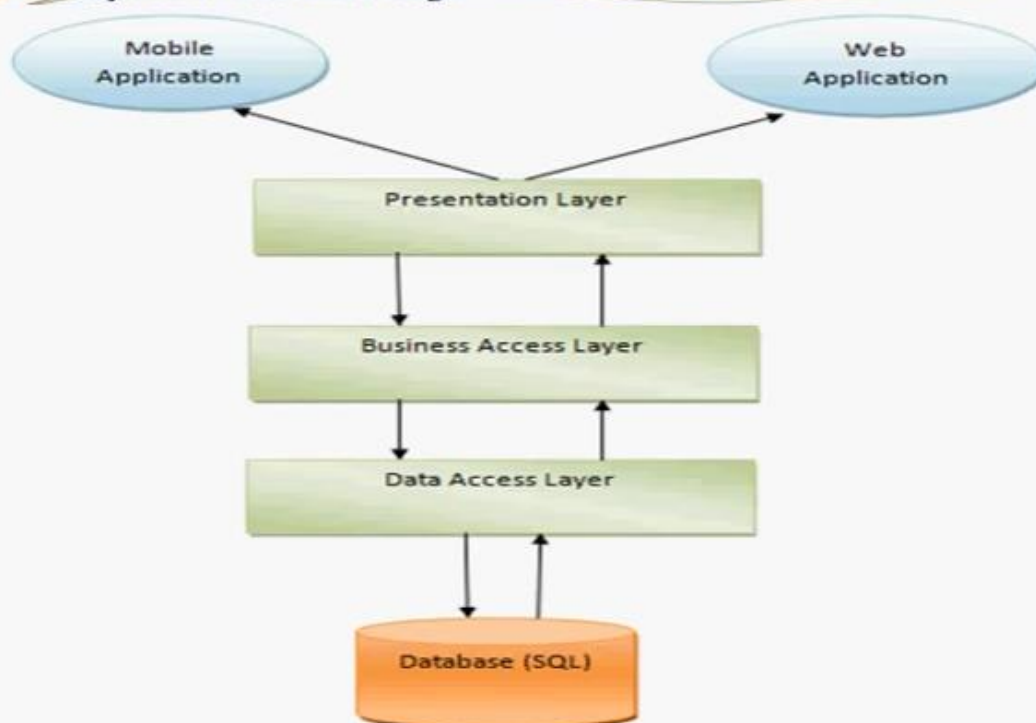 Mobile
Application
Web
Application
Presentation Layer
Business Access Layer
Data Access Layer
Database (SQL)